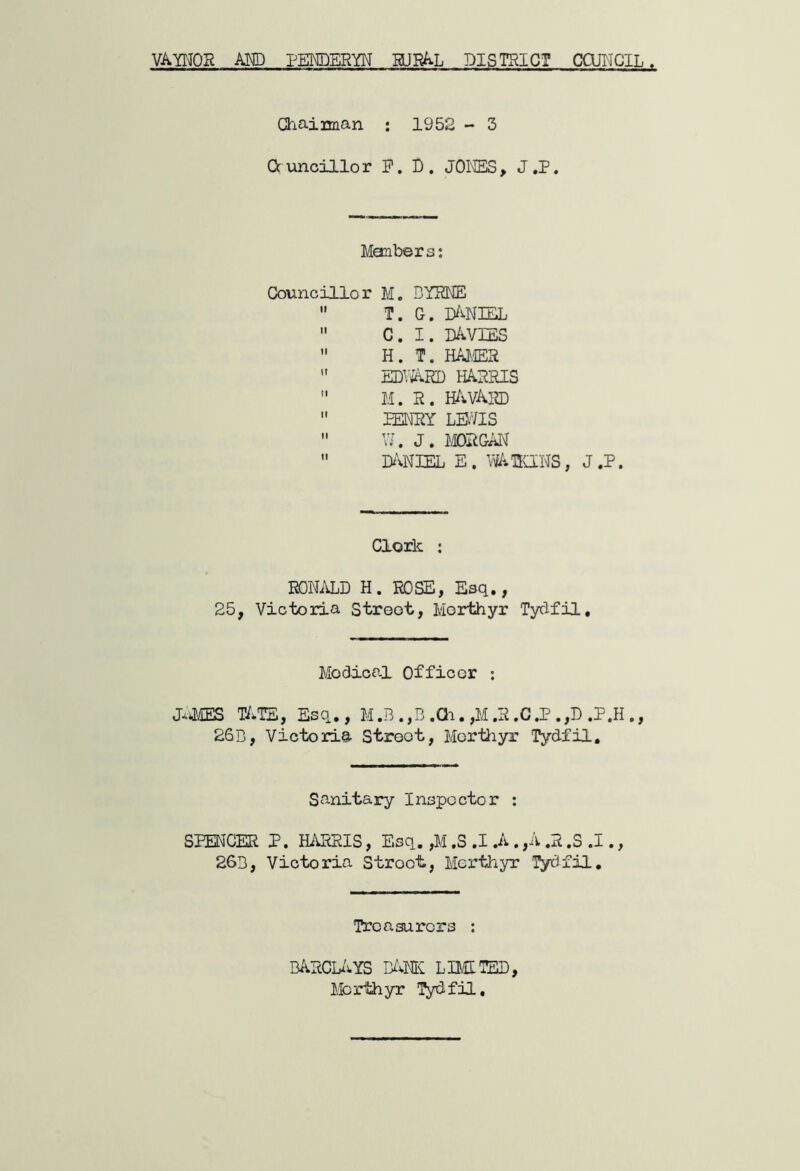 VAYNOR AND PENDERYN RURAL DISTRICT COUNCIL.
Chairman : 1952 - 3
Councillor P. D. JONES, J.P.
Members:
Councillor M. BYRNE
" T. G. DANIEL
" C. I. DAVIES
" H. T. HAMER
" EDWARD HARRIS
" M. R. HAVARD
" PENRY LEWIS
" W. J. MORGAN
" DANIEL E. WATKINS, J.P.
Clerk :
RONALD H. ROSE, Esq.,
25, Victoria Street, Merthyr Tydfil.
Medical Officer :
JAMES TATE, Esq., M.B.,B.Ch.,M.R.C.P.,D.P.H.,
26B, Victoria Street, Merthyr Tydfil.
Sanitary Inspector :
SPENCER P. HARRIS, Esq.,M.S.I.A.,A.R.S.I.,
26B, Victoria Street, Merthyr Tydfil.
Treasurers :
BARCLAYS BANK LIMITED,
Merthyr Tydfil.